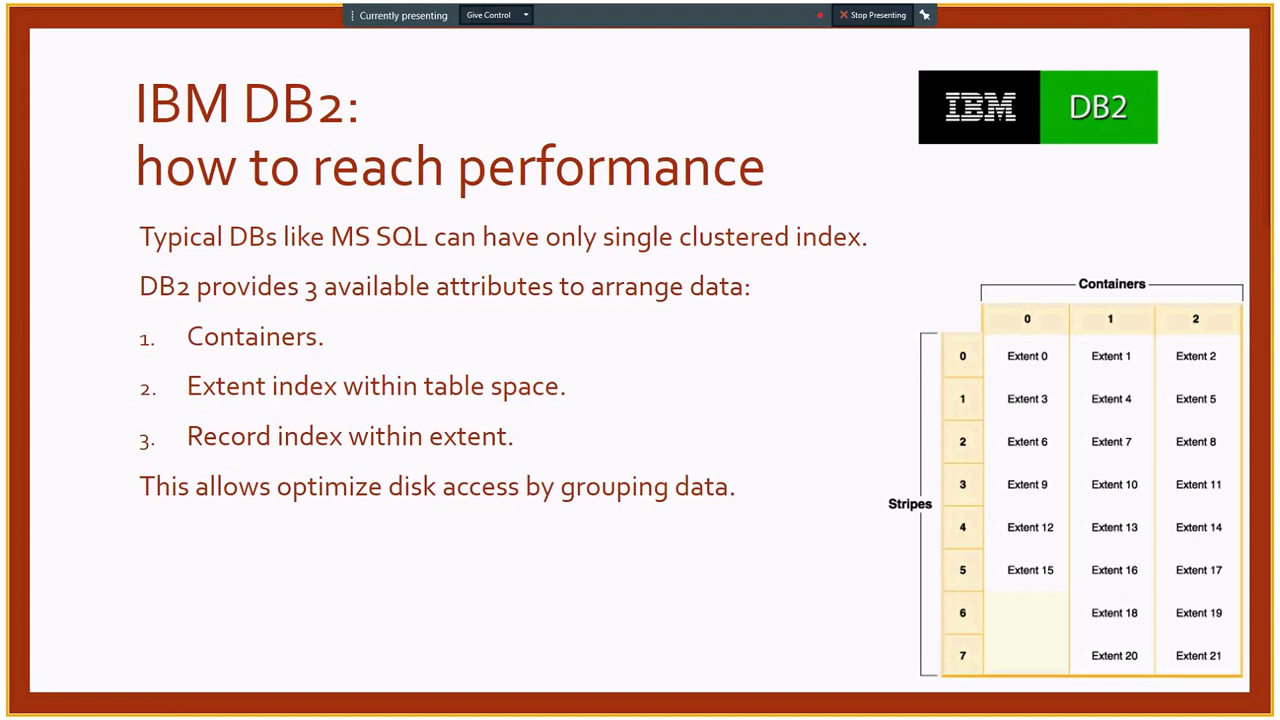 Currently presenting Give Control Stop Presenting
IBM DB2:
how to reach performance
IBM DB2
Typical DBs like MS SQL can have only single clustered index.
DB2 provides 3 available attributes to arrange data:
1. Containers.
2. Extent index within table space.
3. Record index within extent.
This allows optimize disk access by grouping data.
Containers
0 1 2
0 Extent 0 Extent 1 Extent 2
1 Extent 3 Extent 4 Extent 5
2 Extent 6 Extent 7 Extent 8
3 Extent 9 Extent 10 Extent 11
Stripes
4 Extent 12 Extent 13 Extent 14
5 Extent 15 Extent 16 Extent 17
6 Extent 18 Extent 19
7 Extent 20 Extent 21